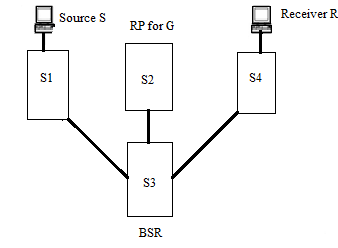 Source S
RP for G
Receiver R
S1
S2
S4
S3
BSR